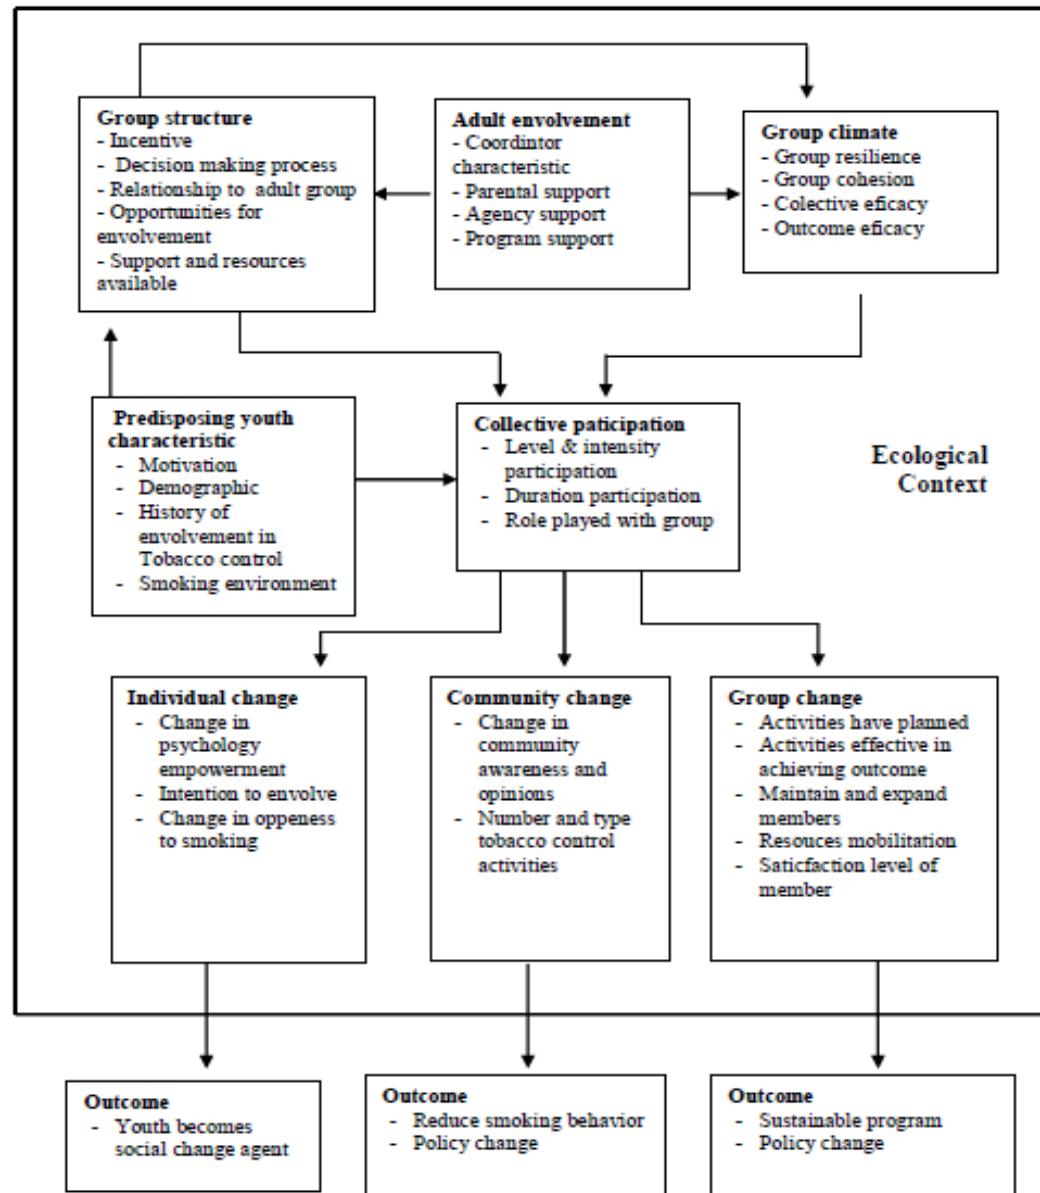 Group structure
- Incentive
- Decision making process
- Relationship to adult group
- Opportunities for
envolvement
- Support and resources
available
Adult envolvement
- Coordintor
characteristic
- Parental support
- Agency support
- Program support
Group climate
- Group resilience
- Group cohesion
- Colective eficacy
- Outcome eficacy
Predisposing youth
characteristic
- Motivation
- Demographic
- History of
envolvement in
Tobacco control
- Smoking environment
Collective paticipation
- Level & intensity
participation
- Duration participation
- Role played with group
Ecological
Context
Individual change
- Change in
psychology
empowerment
- Intention to envolve
- Change in oppeness
to smoking
Community change
- Change in
community
awareness and
opinions
- Number and type
tobacco control
activities
Group change
- Activities have planned
- Activities effective in
achieving outcome
- Maintain and expand
members
- Resouces mobilitation
- Saticfaction level of
member
Outcome
- Youth becomes
social change agent
Outcome
- Reduce smoking behavior
- Policy change
Outcome
- Sustainable program
- Policy change